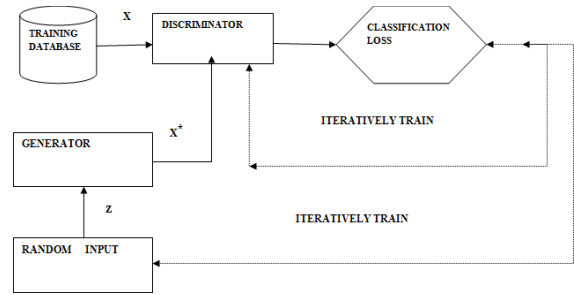 X
TRAINING
DATABASE
DISCRIMINATOR
CLASSIFICATION
LOSS
ITERATIVELY TRAIN
X*
GENERATOR
Z
ITERATIVELY TRAIN
RANDOM INPUT